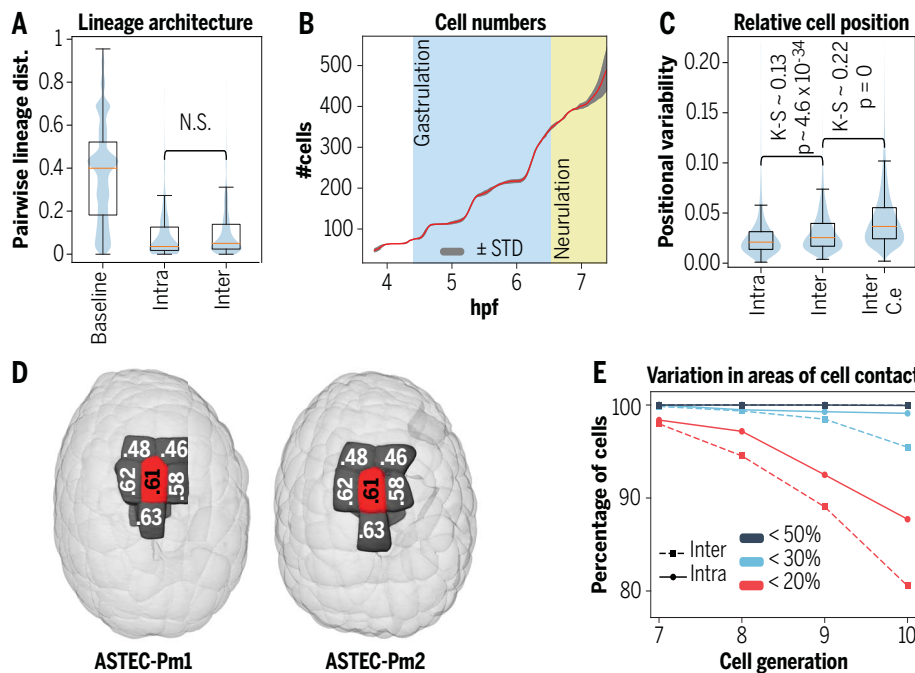 A Lineage architecture
Pairwise lineage dist.
1
0.8
0.6
0.4
0.2
0
N.S.
Baseline
Intra
Inter
B Cell numbers
#cells
500
400
300
200
100
Gastrulation
Neurulation
± STD
4 5 6 7
hpf
C Relative cell position
Positional variability
0.20
0.15
0.10
0.05
0.00
K-S ~ 0.13
p ~ 4.6 x 10⁻³⁴
K-S ~ 0.22
p = 0
Intra
Inter
Inter
C.e
D
.48 .46
.62 .61 .58
.63
.48 .46
.62 .61 .58
.63
ASTEC-Pm1 ASTEC-Pm2
E Variation in areas of cell contact
Percentage of cells
100
90
80
Inter
Intra
< 50%
< 30%
< 20%
7 8 9 10
Cell generation